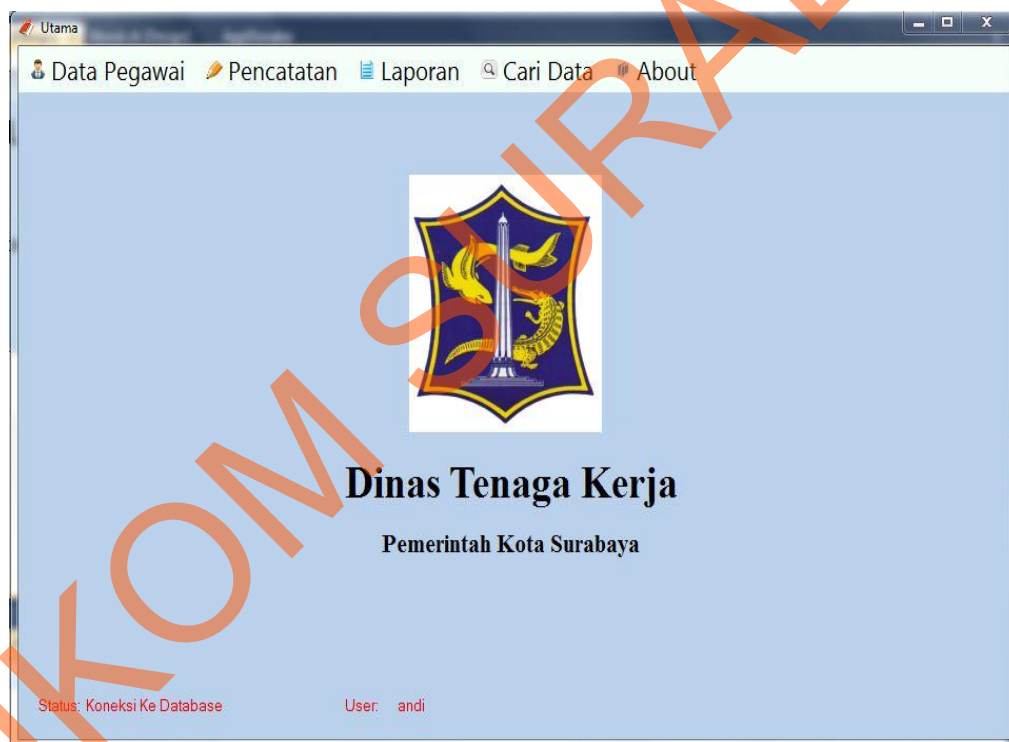 Utama
Data Pegawai Pencatatan Laporan Cari Data About
Dinas Tenaga Kerja
Pemerintah Kota Surabaya
Status: Koneksi Ke Database User: andi
KOM SURA